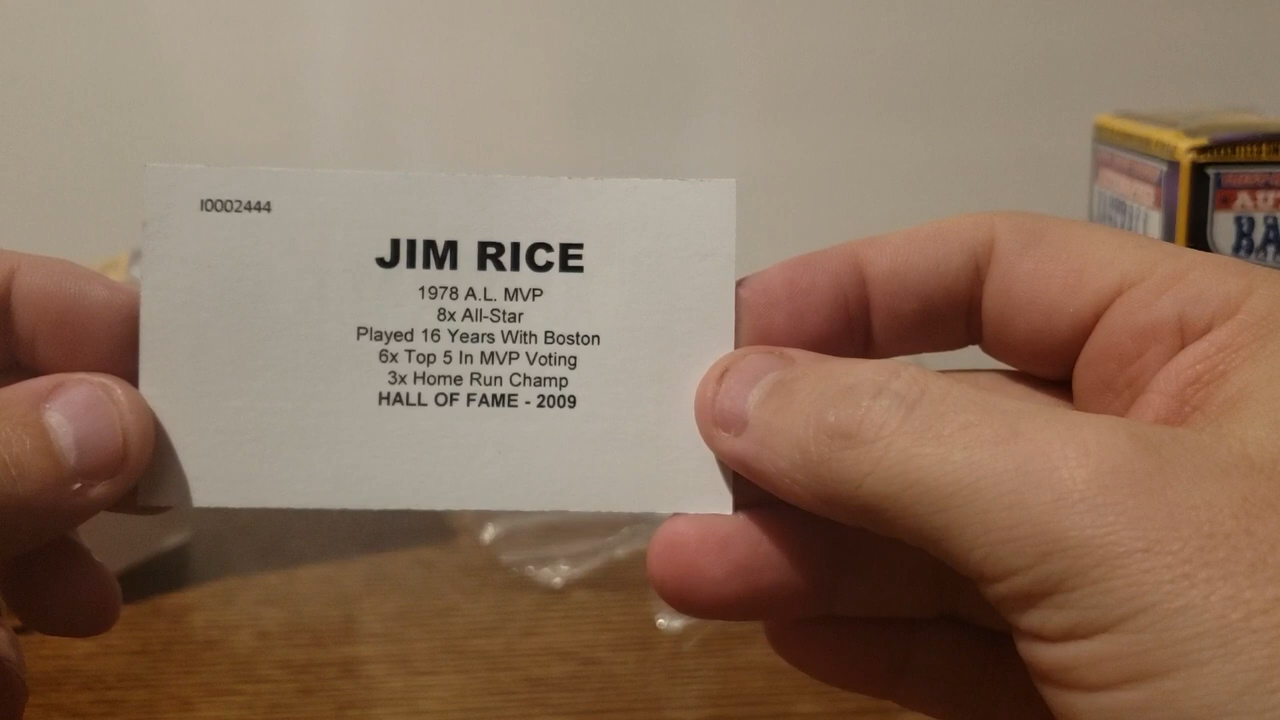 I0002444
JIM RICE
1978 A.L. MVP
8x All-Star
Played 16 Years With Boston
6x Top 5 In MVP Voting
3x Home Run Champ
HALL OF FAME - 2009